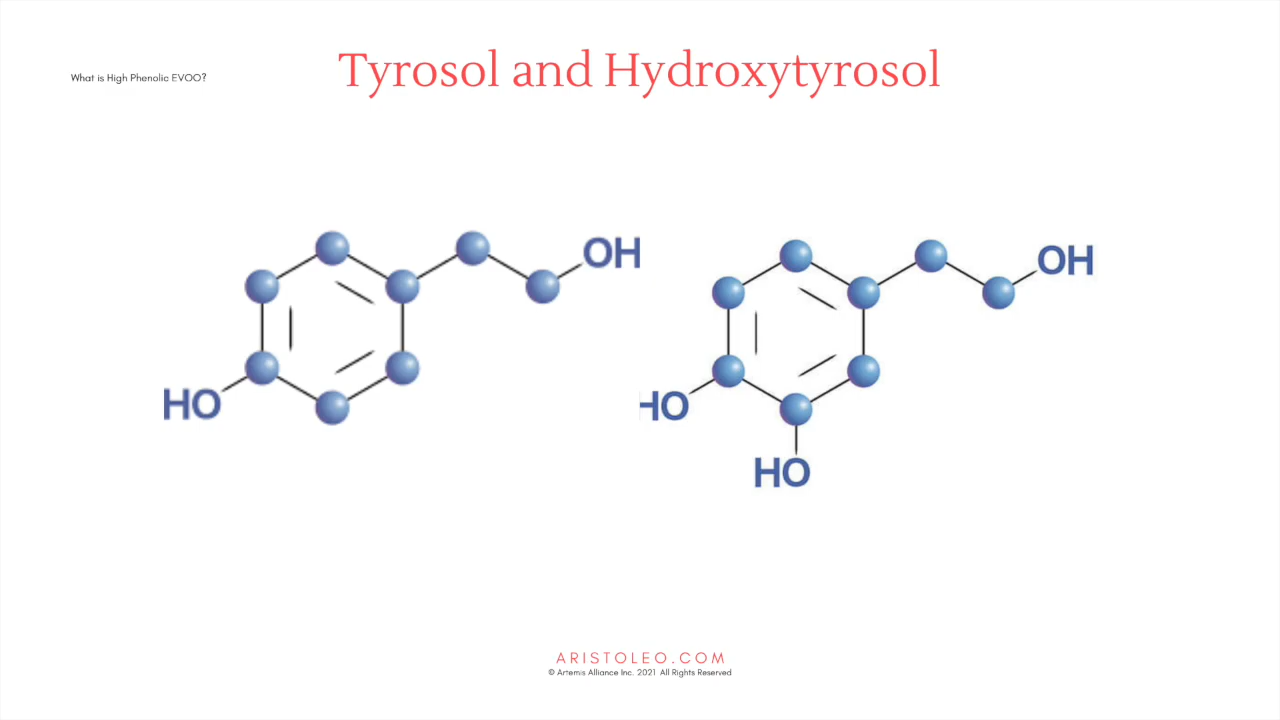 What is High Phenolic EVOO?
Tyrosol and Hydroxytyrosol
OH
OH
HO
HO
HO
ARISTOLEO.COM
© Artemis Alliance Inc. 2021 All Rights Reserved